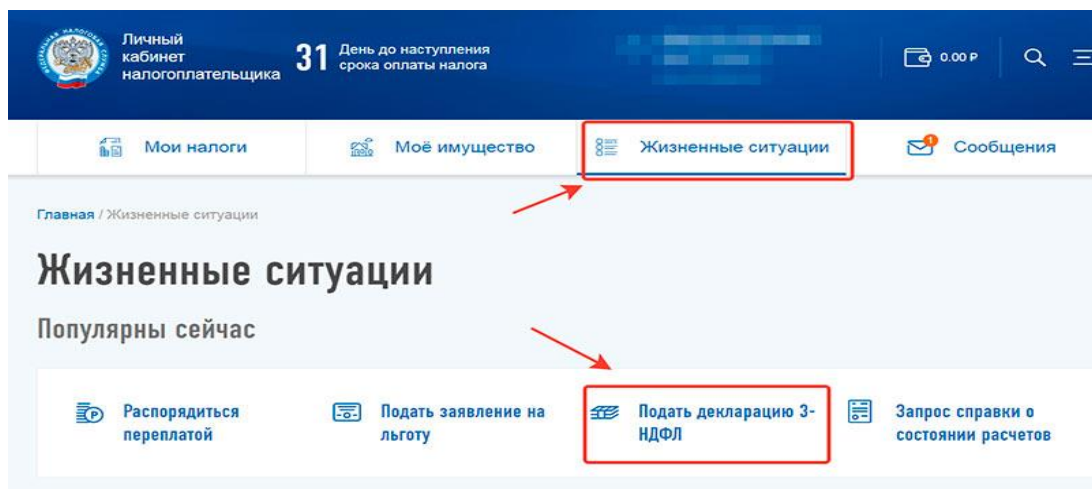 Личный
кабинет
налогоплательщика
31
День до наступления
срока оплаты налога
0.00 ₽
Мои налоги
Моё имущество
Жизненные ситуации
1
Сообщения
Главная / Жизненные ситуации
Жизненные ситуации
Популярны сейчас
Распорядиться
переплатой
Подать заявление на
льготу
Подать декларацию 3-
НДФЛ
Запрос справки о
состоянии расчетов